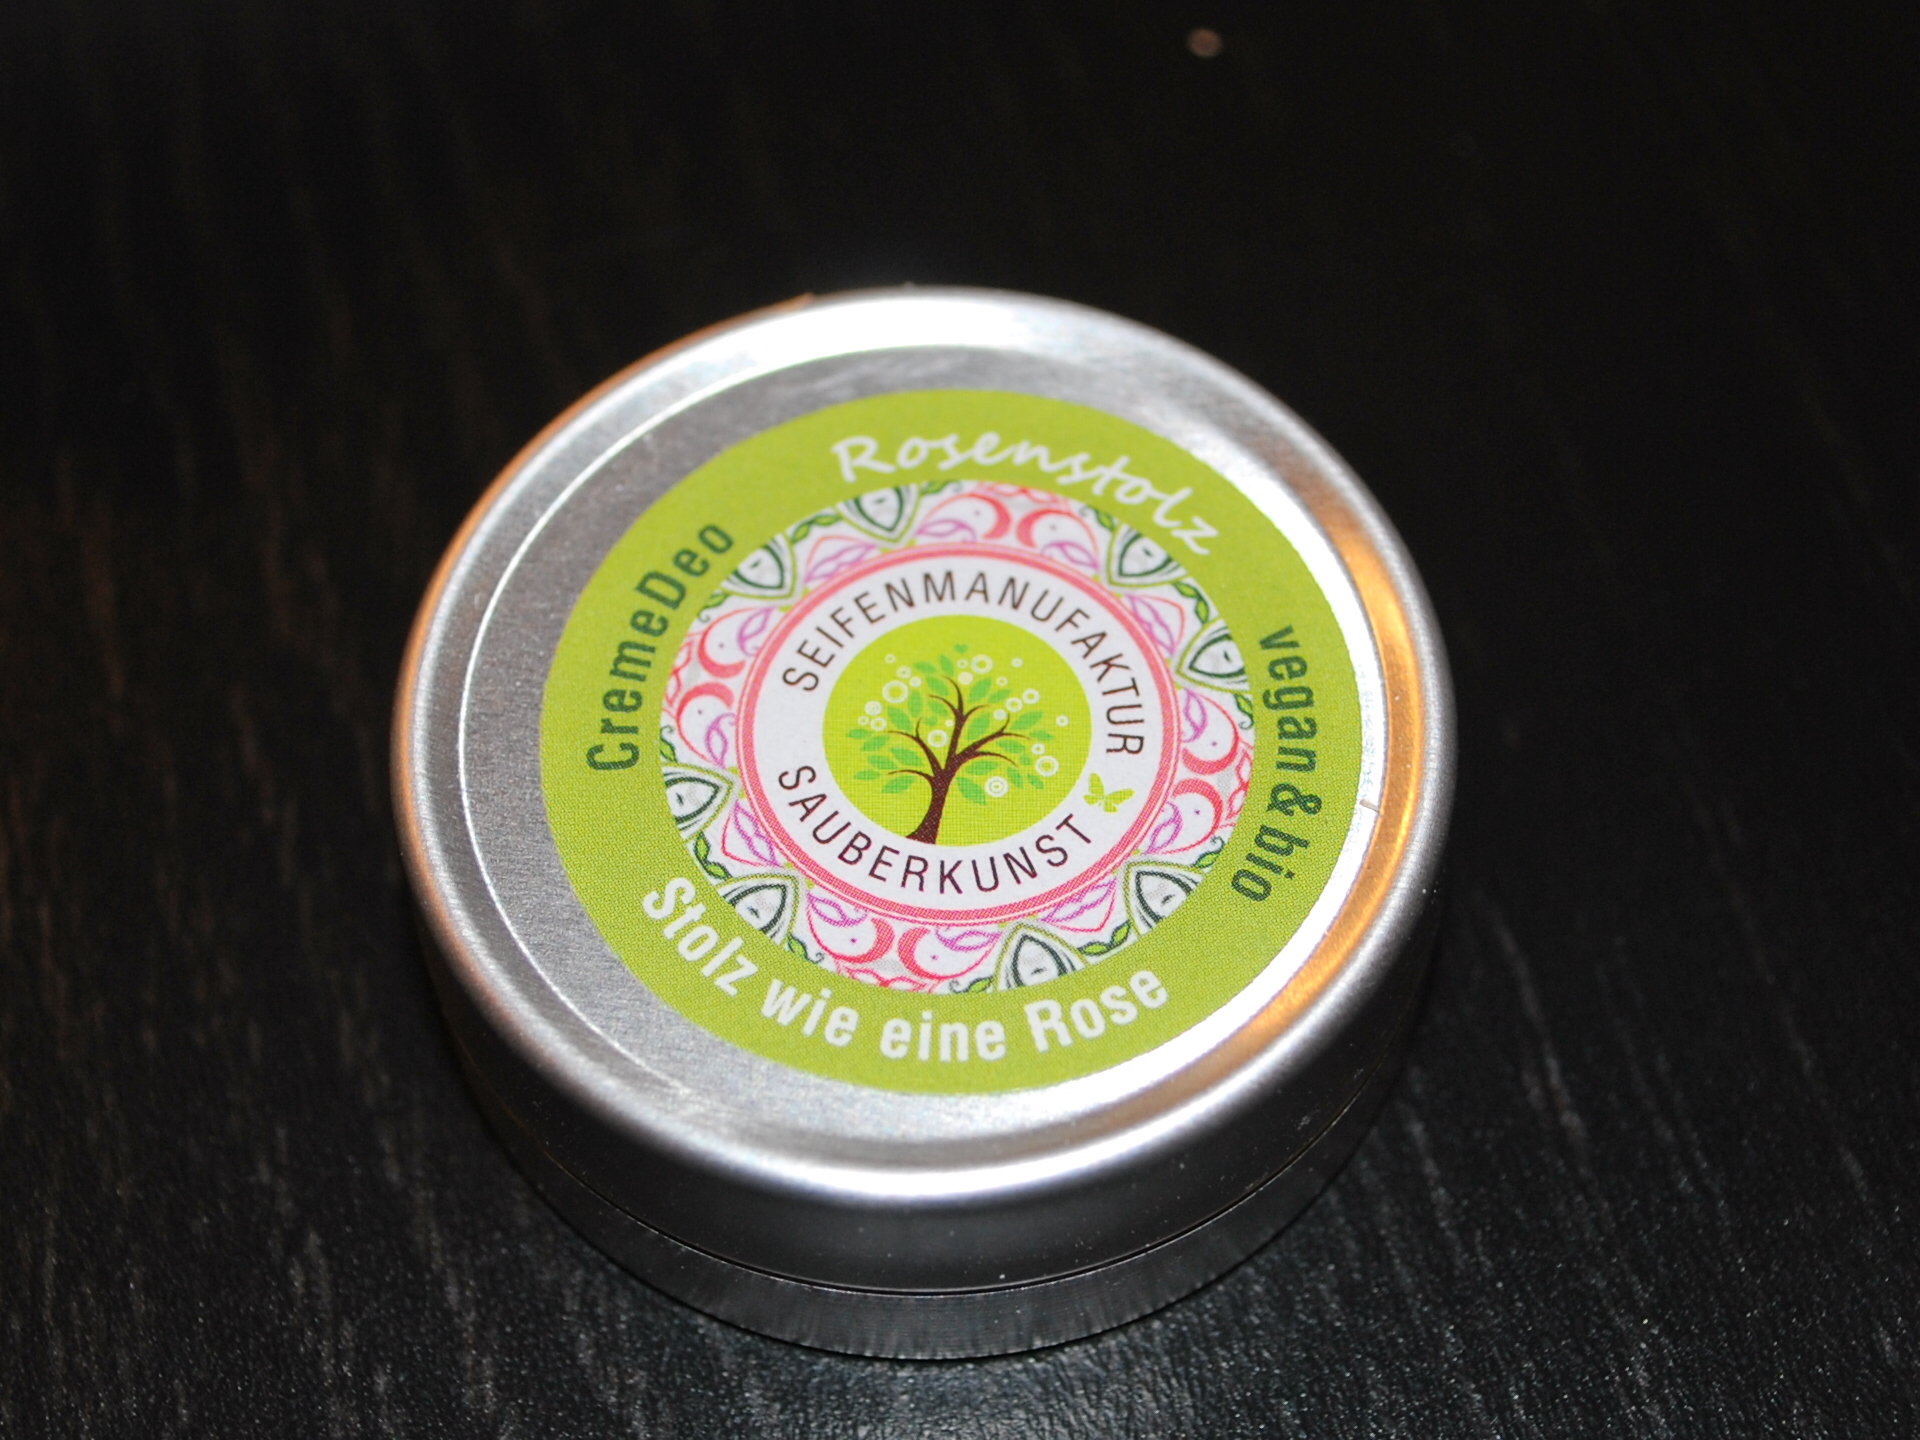 Rosenstolz
CremeDeo
vegan & bio
Stolz wie eine Rose
SEIFENMANUFAKTUR
SAUBERKUNST